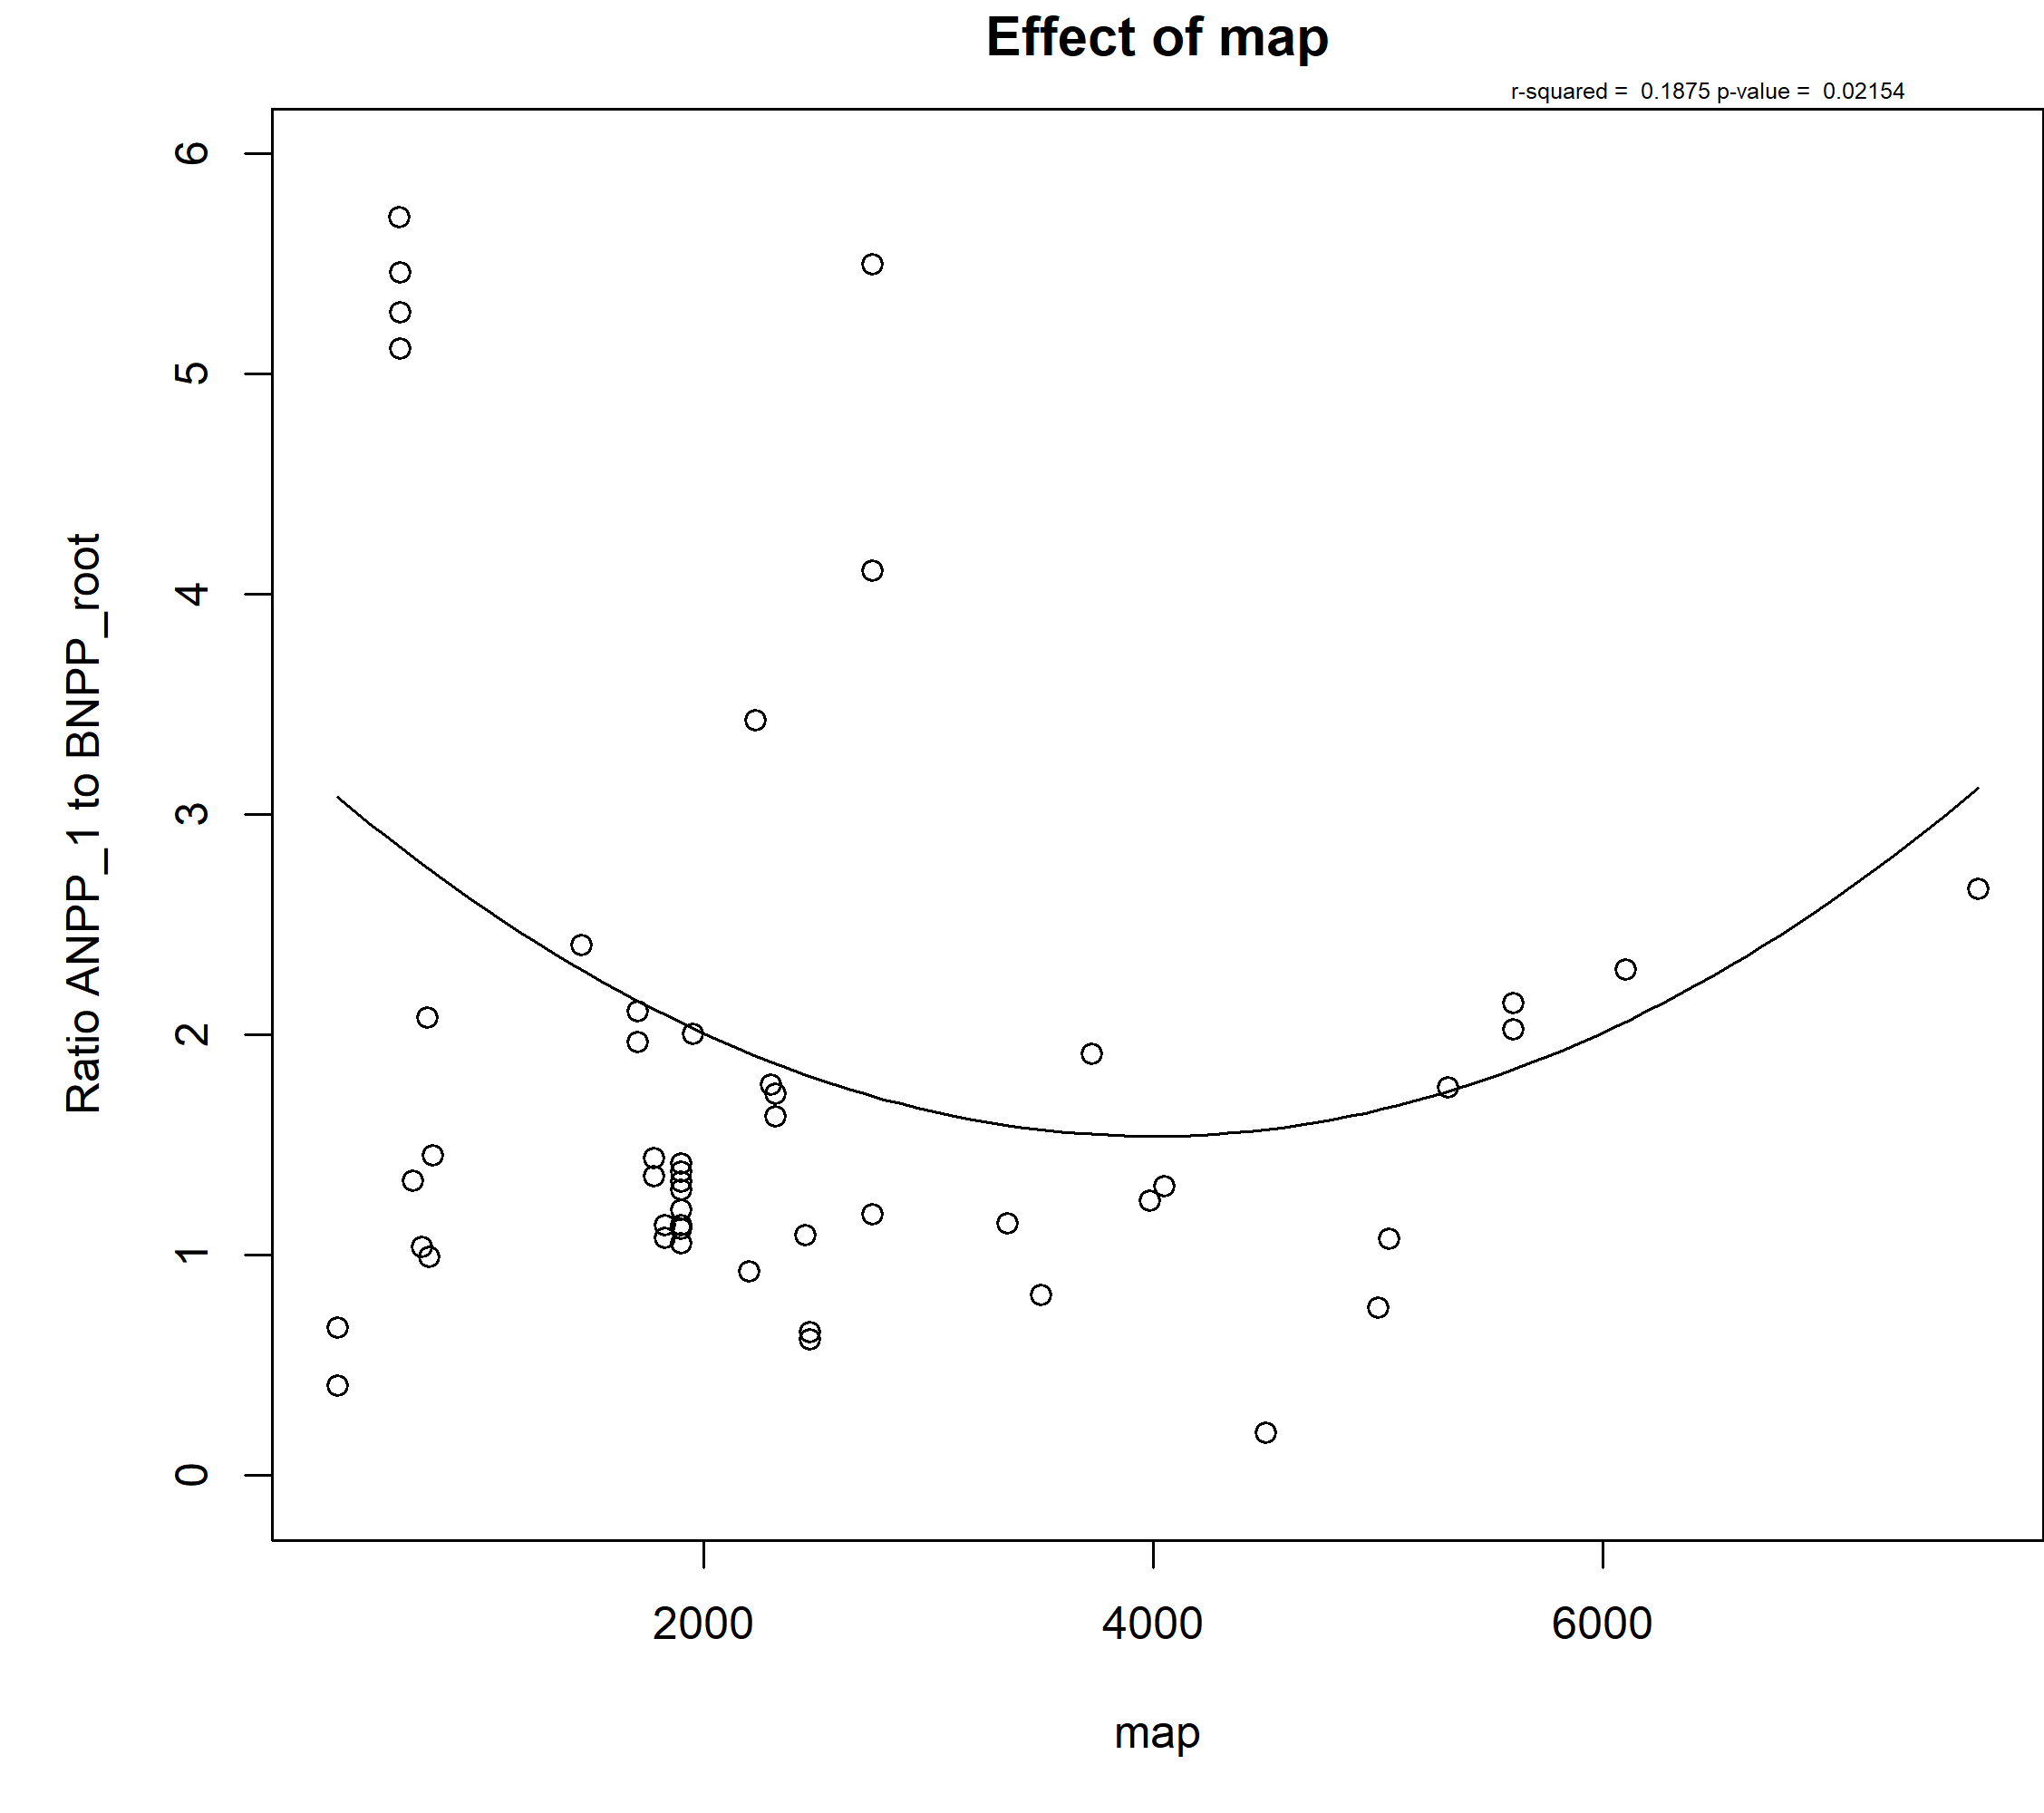 Effect of map
r-squared =  0.1875 p-value =  0.02154
Ratio ANPP_1 to BNPP_root
6
5
4
3
2
1
0
2000 4000 6000
map